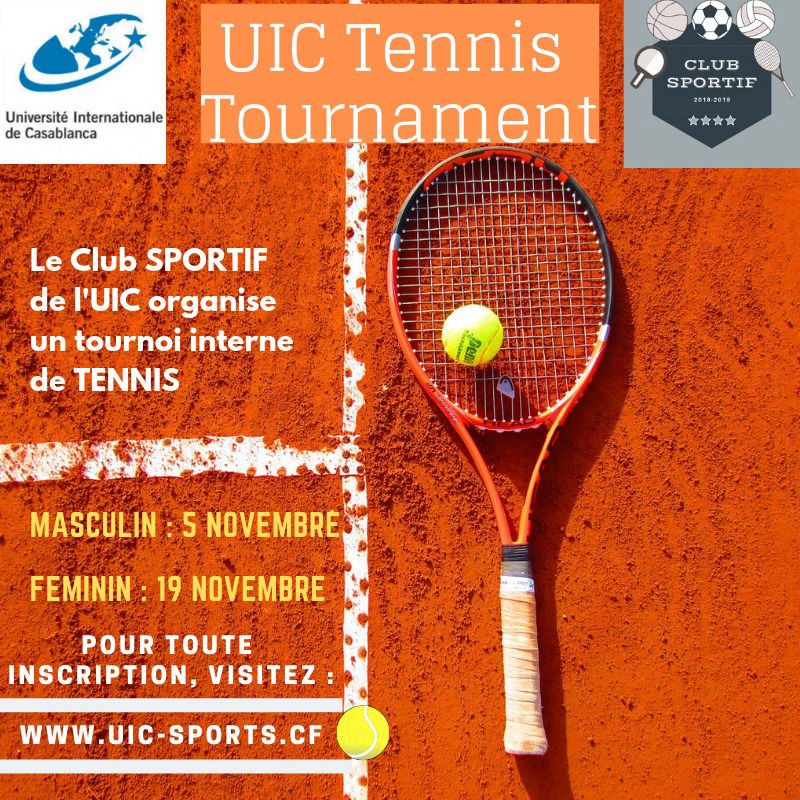 UIC Tennis
Tournament
Université Internationale
de Casablanca
CLUB
SPORTIF
2018-2019
Le Club SPORTIF
de l'UIC organise
un tournoi interne
de TENNIS
MASCULIN : 5 NOVEMBRE
FEMININ : 19 NOVEMBRE
POUR TOUTE
INSCRIPTION, VISITEZ :
WWW.UIC-SPORTS.CF